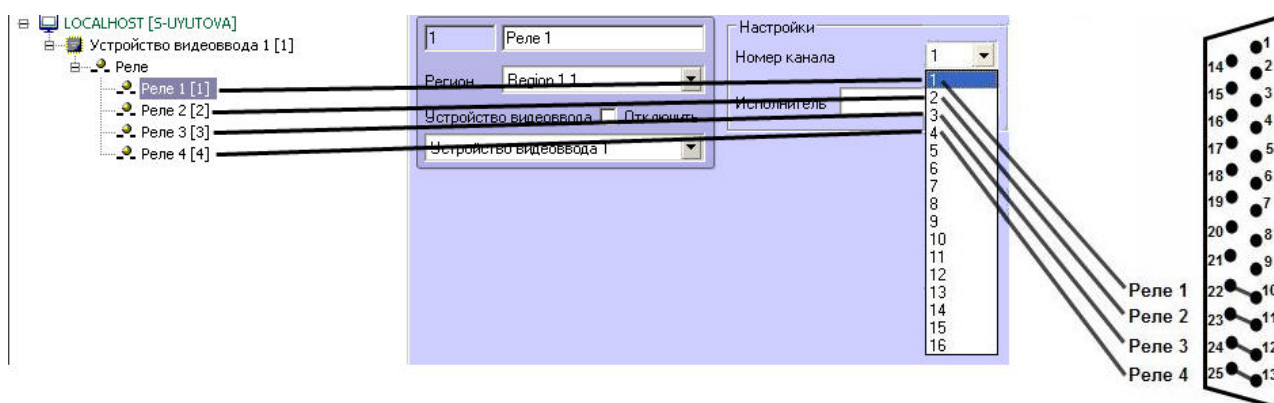 LOCALHOST [S-UYUTOVA]
Устройство видеоввода 1 [1]
Реле
Реле 1 [1]
Реле 2 [2]
Реле 3 [3]
Реле 4 [4]
1 Реле 1
Регион Region 1.1
Устройство видеоввода Отключить
Устройство видеоввода 1
Настройки
Номер канала 1
Исполнитель
1
2
3
4
5
6
7
8
9
10
11
12
13
14
15
16
Реле 1
Реле 2
Реле 3
Реле 4
14 1
15 2
16 3
17 4
18 5
19 6
20 7
21 8
22 9
23 10
24 11
25 12
13